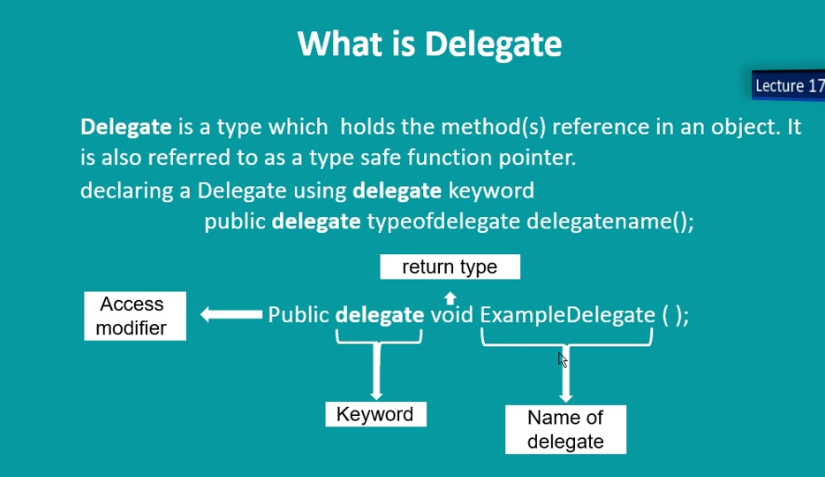 What is Delegate
Lecture 17
Delegate is a type which holds the method(s) reference in an object. It
is also referred to as a type safe function pointer.
declaring a Delegate using delegate keyword
public delegate typeofdelegate delegatename();
return type
Access
modifier
Public delegate void ExampleDelegate ( );
Keyword
Name of
delegate